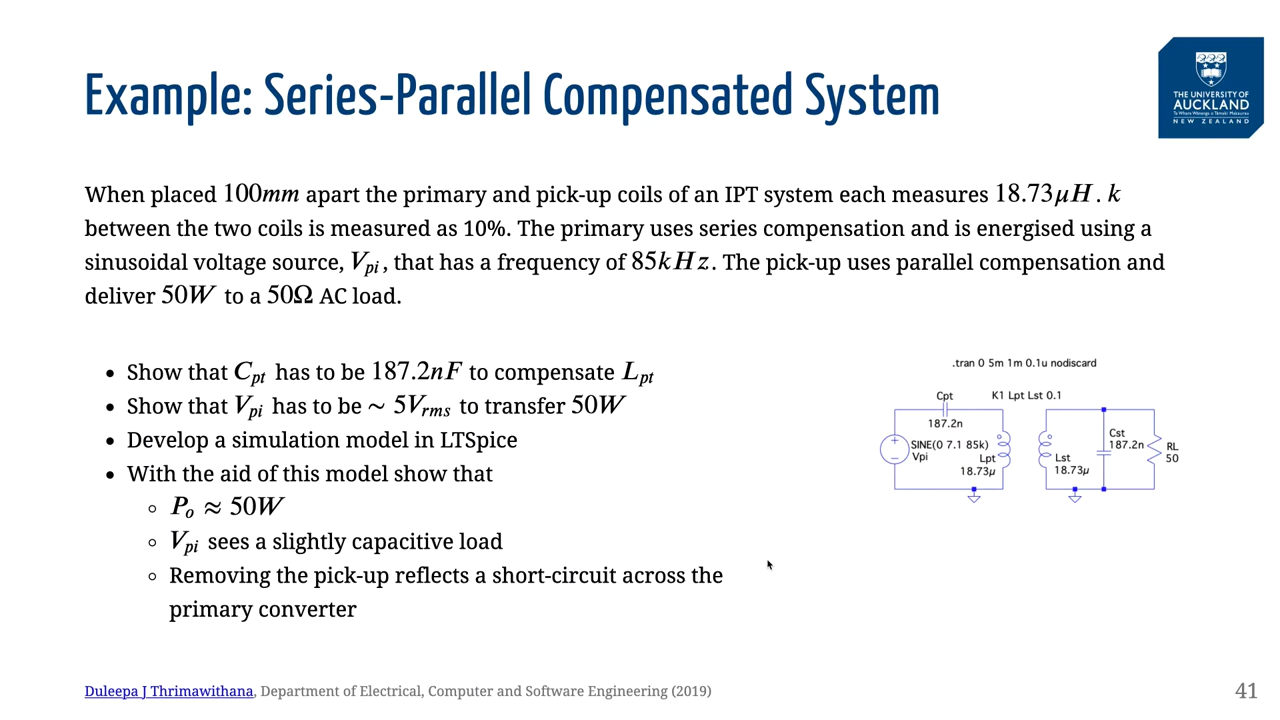 Example: Series-Parallel Compensated System
THE UNIVERSITY OF
AUCKLAND
Te Whare Wānanga o Tāmaki Makaurau
NEW ZEALAND
When placed 100mm apart the primary and pick-up coils of an IPT system each measures 18.73μH. k
between the two coils is measured as 10%. The primary uses series compensation and is energised using a
sinusoidal voltage source, Vpi, that has a frequency of 85kHz. The pick-up uses parallel compensation and
deliver 50W to a 50Ω AC load.
• Show that Cpt has to be 187.2nF to compensate Lpt
• Show that Vpi has to be ~ 5Vrms to transfer 50W
• Develop a simulation model in LTSpice
• With the aid of this model show that
◦ Po ≈ 50W
◦ Vpi sees a slightly capacitive load
◦ Removing the pick-up reflects a short-circuit across the
primary converter
.tran 0 5m 1m 0.1u nodiscard
Cpt
K1 Lpt Lst 0.1
187.2n
SINE(0 7.1 85k)
Vpi
Lpt
18.73µ
Lst
18.73µ
Cst
187.2n
RL
50
Duleepa J Thrimawithana, Department of Electrical, Computer and Software Engineering (2019)
41